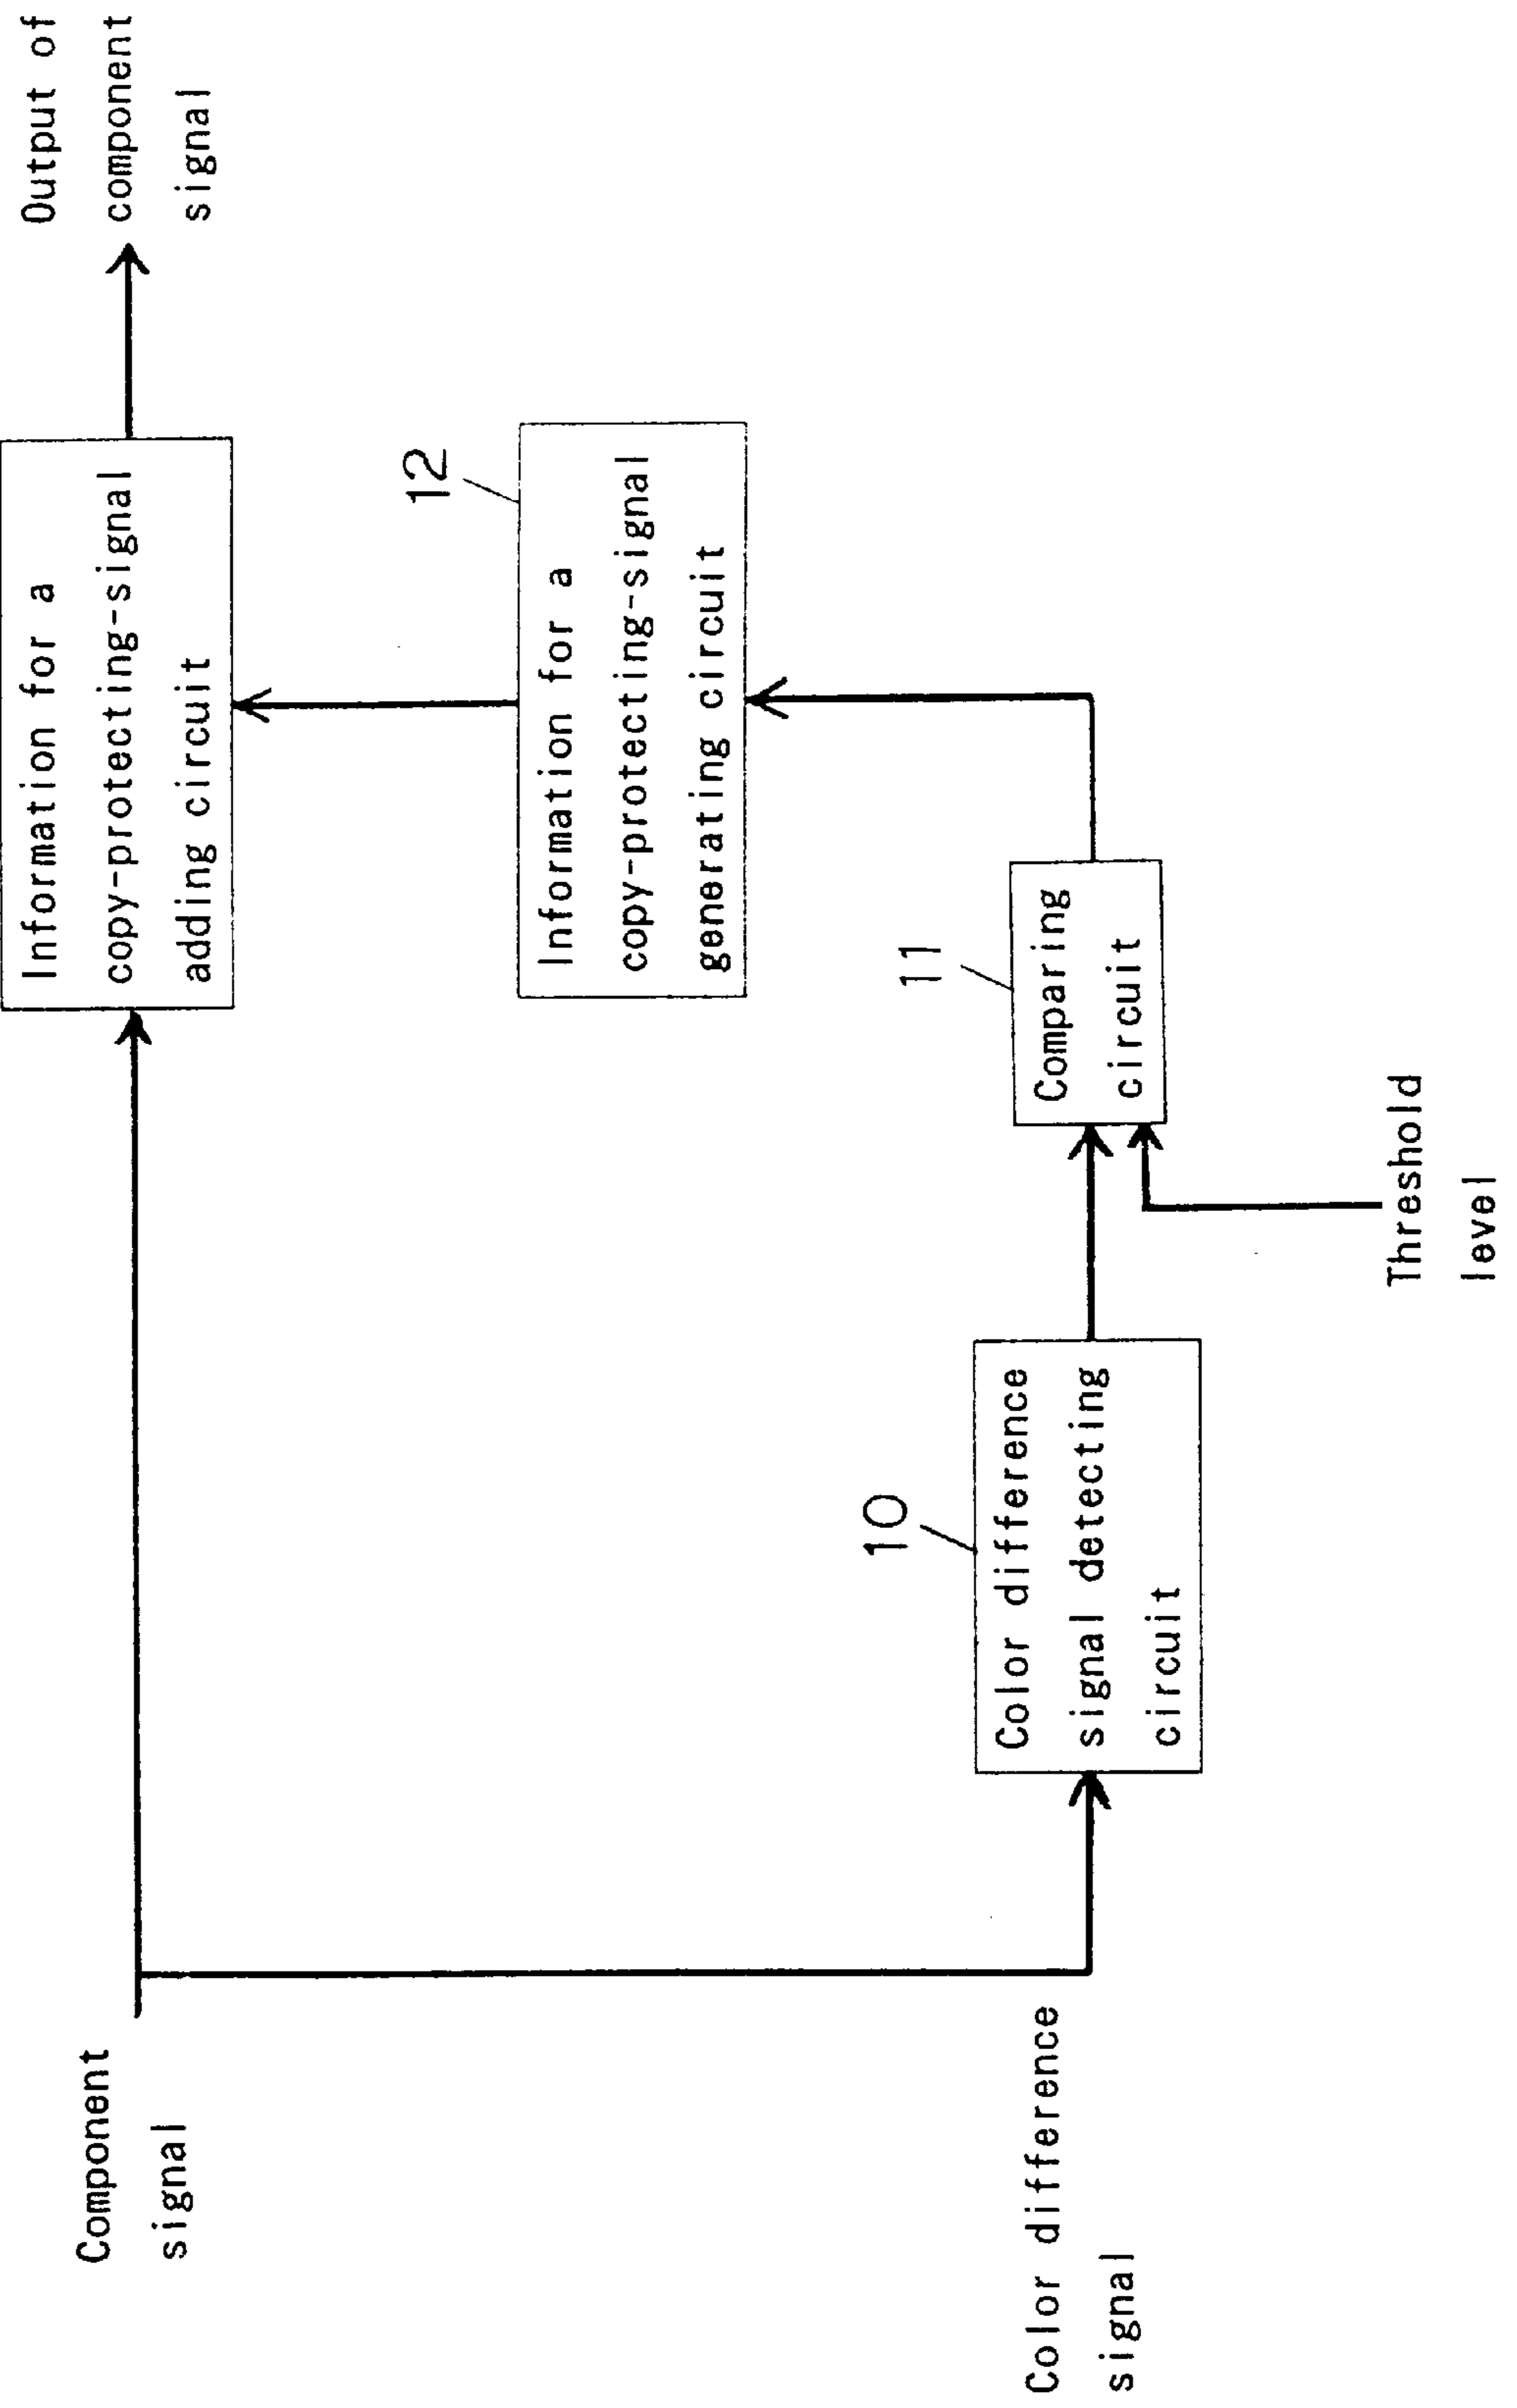 Component
signal
Information for a
copy-protecting-signal
adding circuit
Output of
component
signal
12
Information for a
copy-protecting-signal
generating circuit
10
Color difference
signal detecting
circuit
11
Comparing
circuit
Color difference
signal
Threshold
level